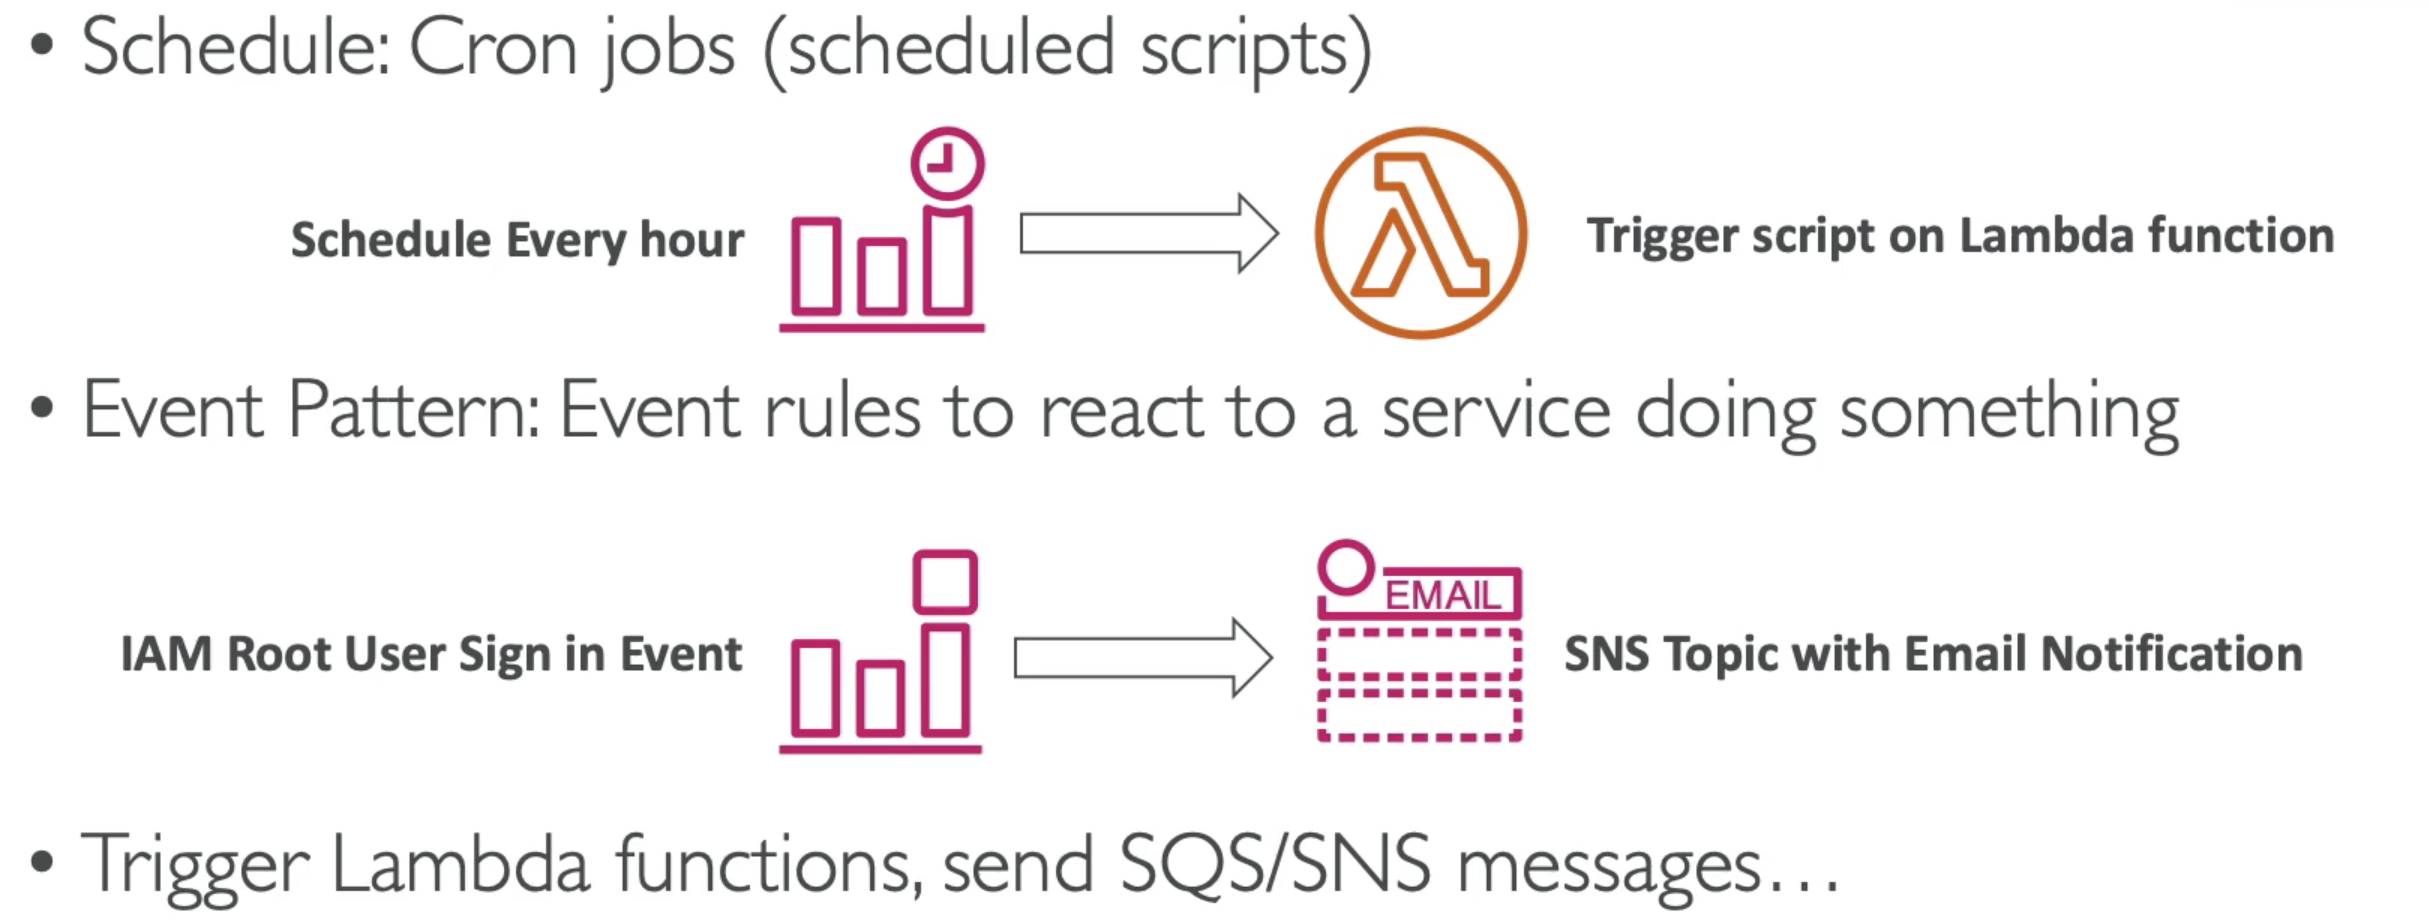 • Schedule: Cron jobs (scheduled scripts)
Schedule Every hour
Trigger script on Lambda function
• Event Pattern: Event rules to react to a service doing something
IAM Root User Sign in Event
EMAIL
SNS Topic with Email Notification
• Trigger Lambda functions, send SQS/SNS messages…